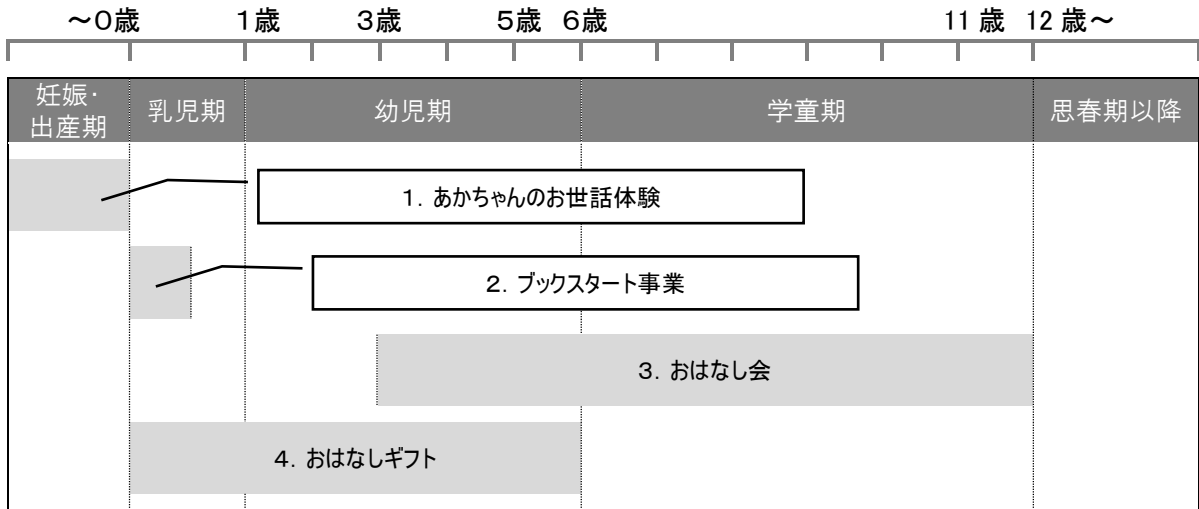 ～0歳 1歳 3歳 5歳 6歳 11歳 12歳～
妊娠・
出産期
乳児期 幼児期 学童期 思春期以降
1．あかちゃんのお世話体験
2．ブックスタート事業
3．おはなし会
4．おはなしギフト